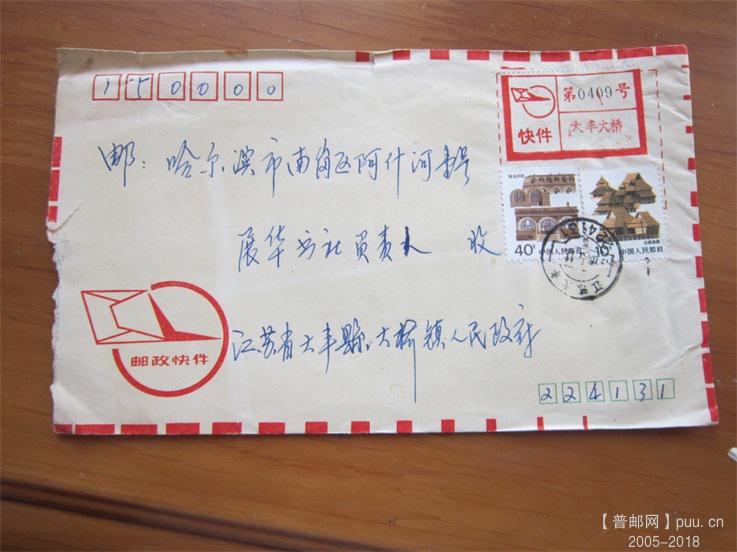 150000
第0409号
快件
大丰大桥
邮：哈尔滨市南岗区阿什河
40分
中国人民邮政
中国人民邮政
展华书社负责人 收
邮政快件
江苏省大丰县大桥镇人民政府
224131
【普邮网】puu.cn
2005-2018